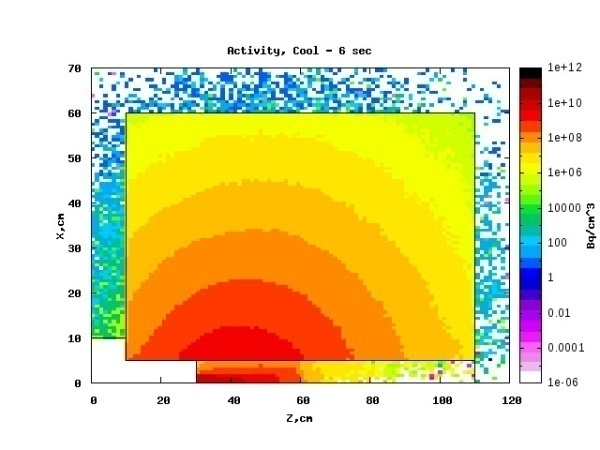 Activity, Cool - 6 sec
70
60
50
40
30
20
10
0
X,cm
0 20 40 60 80 100 120
Z,cm
1e+12
1e+10
1e+08
1e+06
10000
100
1
0.01
0.0001
1e-06
Bq/cm^3